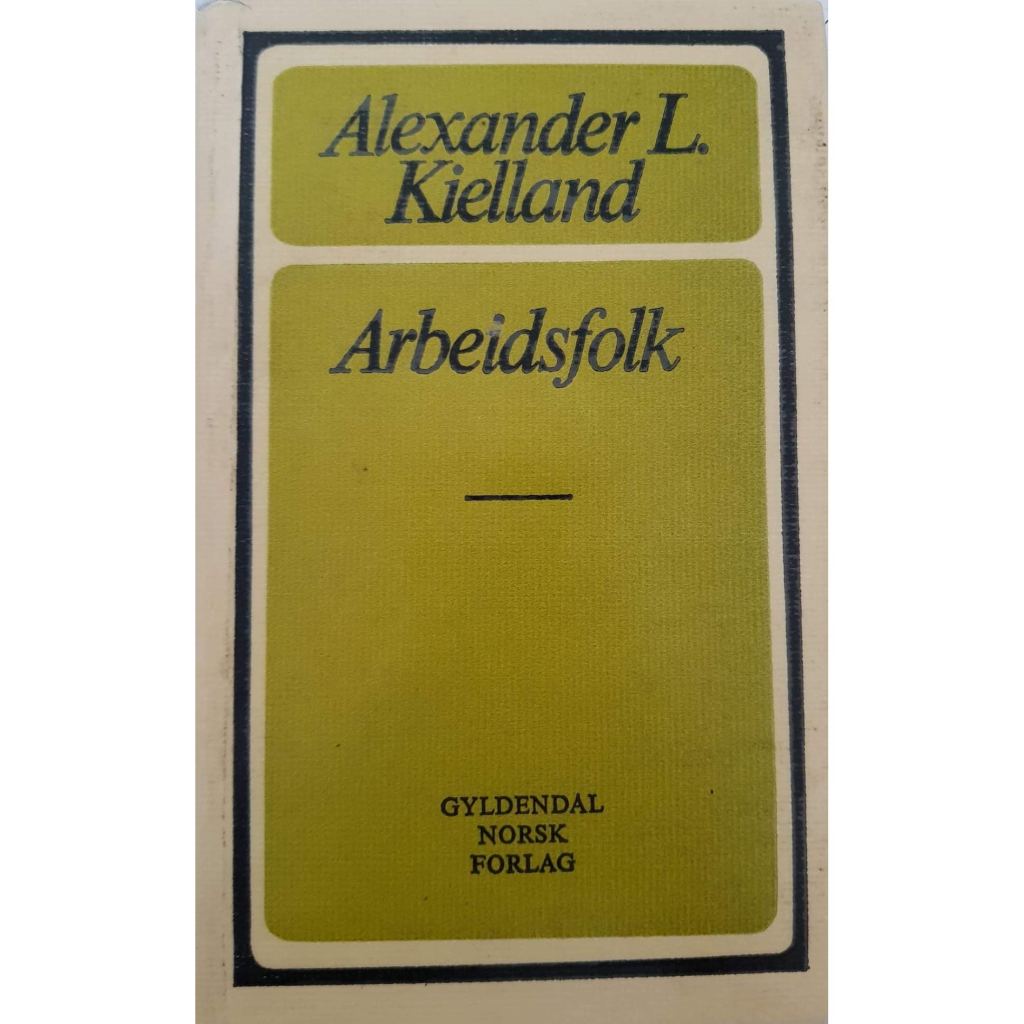 Alexander L.
Kielland
Arbeidsfolk
GYLDENDAL
NORSK
FORLAG